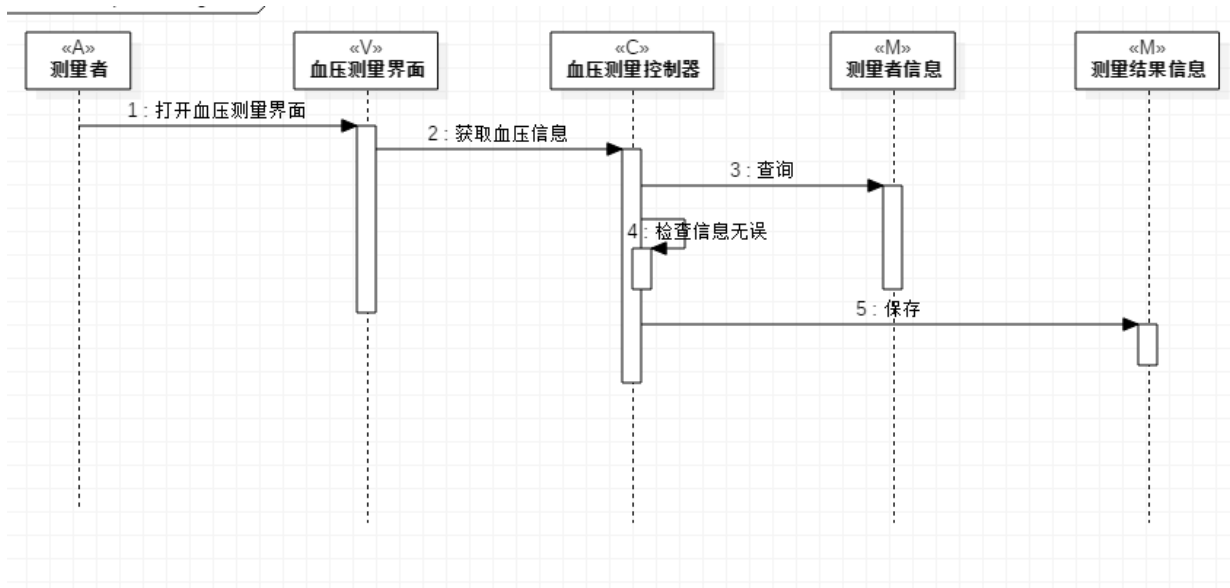 «A»
测量者
«V»
血压测量界面
«C»
血压测量控制器
«M»
测量者信息
«M»
测量结果信息
1 : 打开血压测量界面
2 : 获取血压信息
3 : 查询
4 : 检查信息无误
5 : 保存